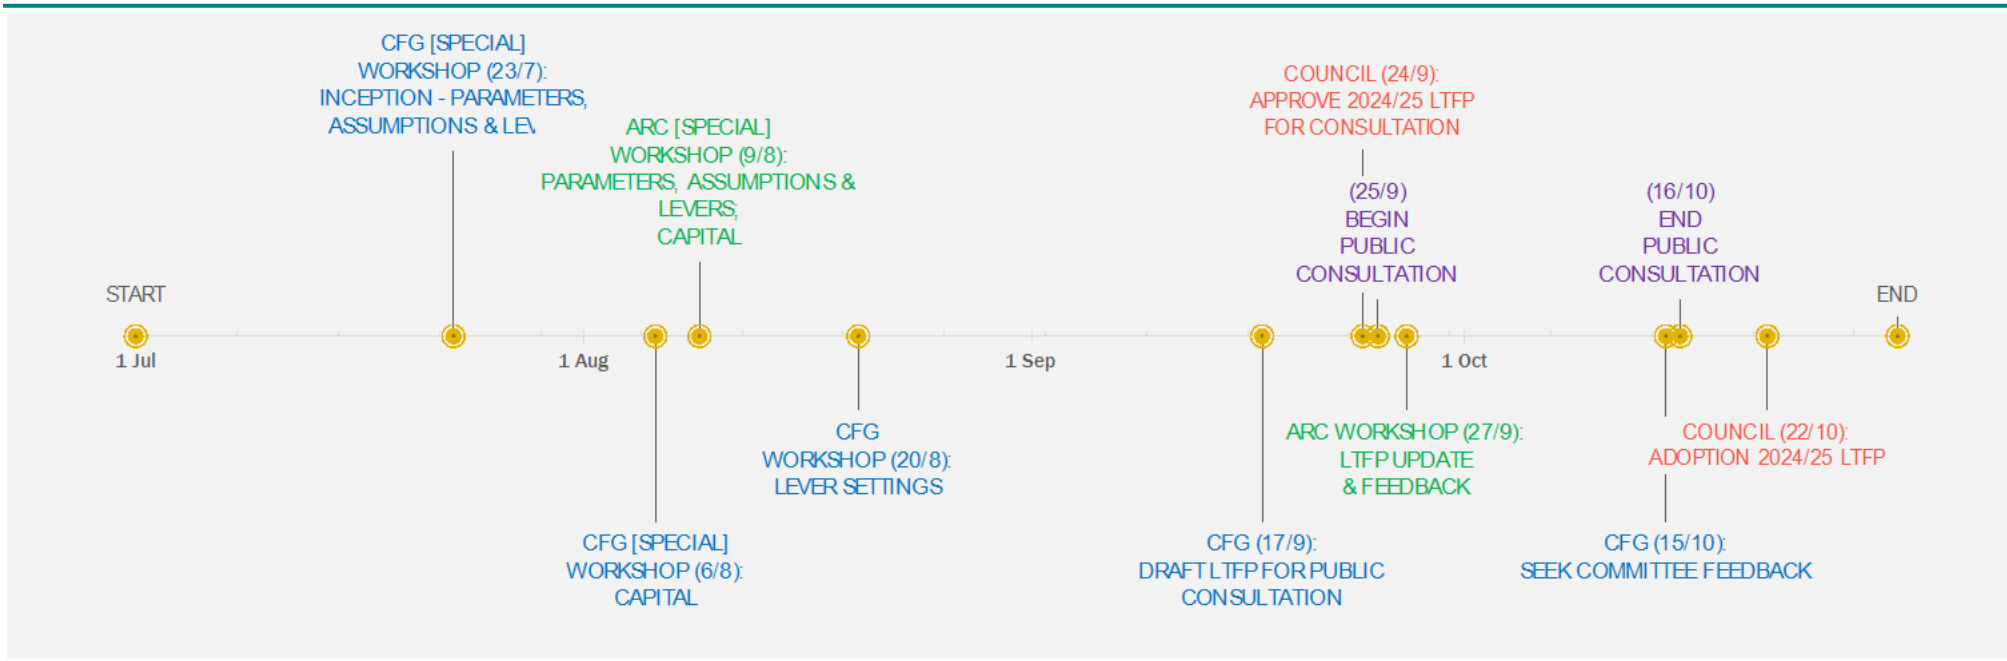 CFG [SPECIAL]
WORKSHOP (23/7):
INCEPTION - PARAMETERS,
ASSUMPTIONS & LEV
ARC [SPECIAL]
WORKSHOP (9/8):
PARAMETERS, ASSUMPTIONS &
LEVERS;
CAPITAL
COUNCIL (24/9):
APPROVE 2024/25 LTFP
FOR CONSULTATION
(25/9)
BEGIN
PUBLIC
CONSULTATION
(16/10)
END
PUBLIC
CONSULTATION
START
END
1 Jul
1 Aug
1 Sep
1 Oct
CFG
WORKSHOP (20/8):
LEVER SETTINGS
ARC WORKSHOP (27/9):
LTFP UPDATE
& FEEDBACK
COUNCIL (22/10):
ADOPTION 2024/25 LTFP
CFG [SPECIAL]
WORKSHOP (6/8):
CAPITAL
CFG (17/9):
DRAFT LTFP FOR PUBLIC
CONSULTATION
CFG (15/10):
SEEK COMMITTEE FEEDBACK